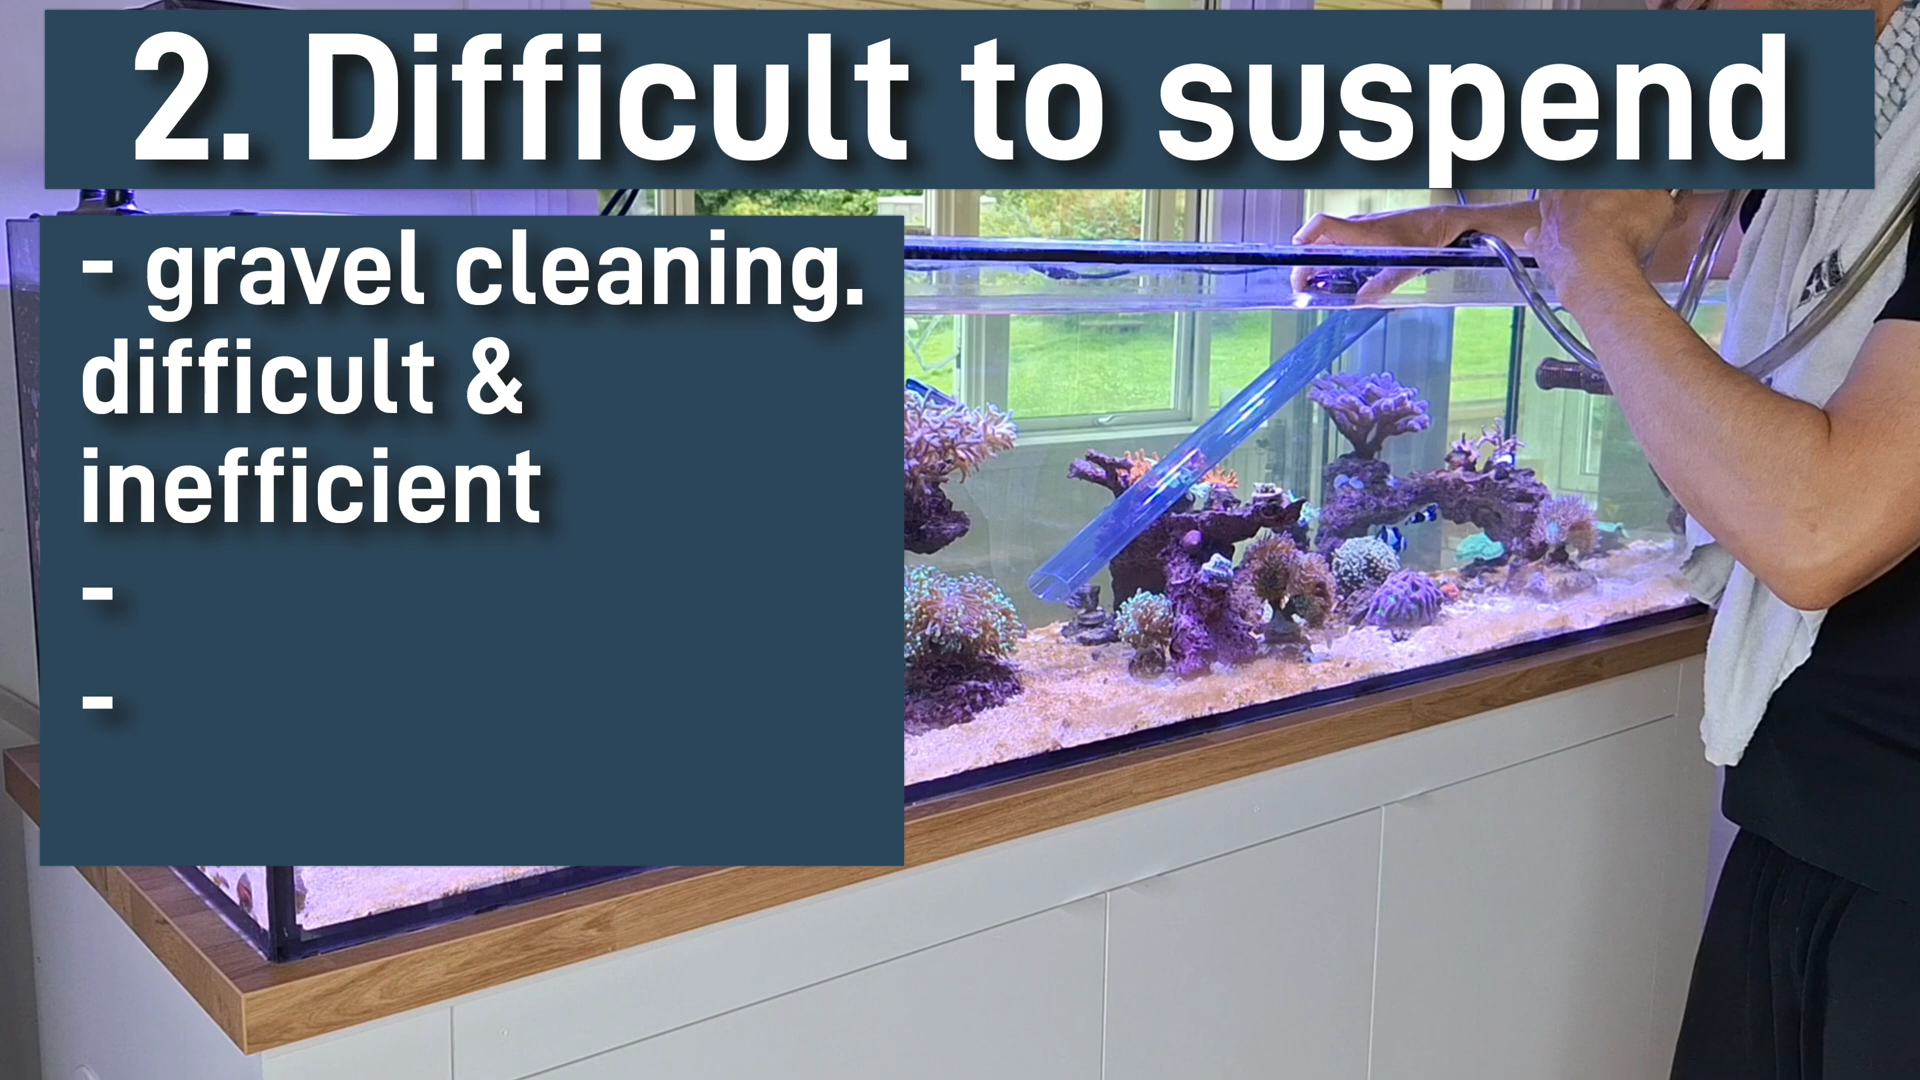 2. Difficult to suspend
- gravel cleaning.
difficult &
inefficient
-
-